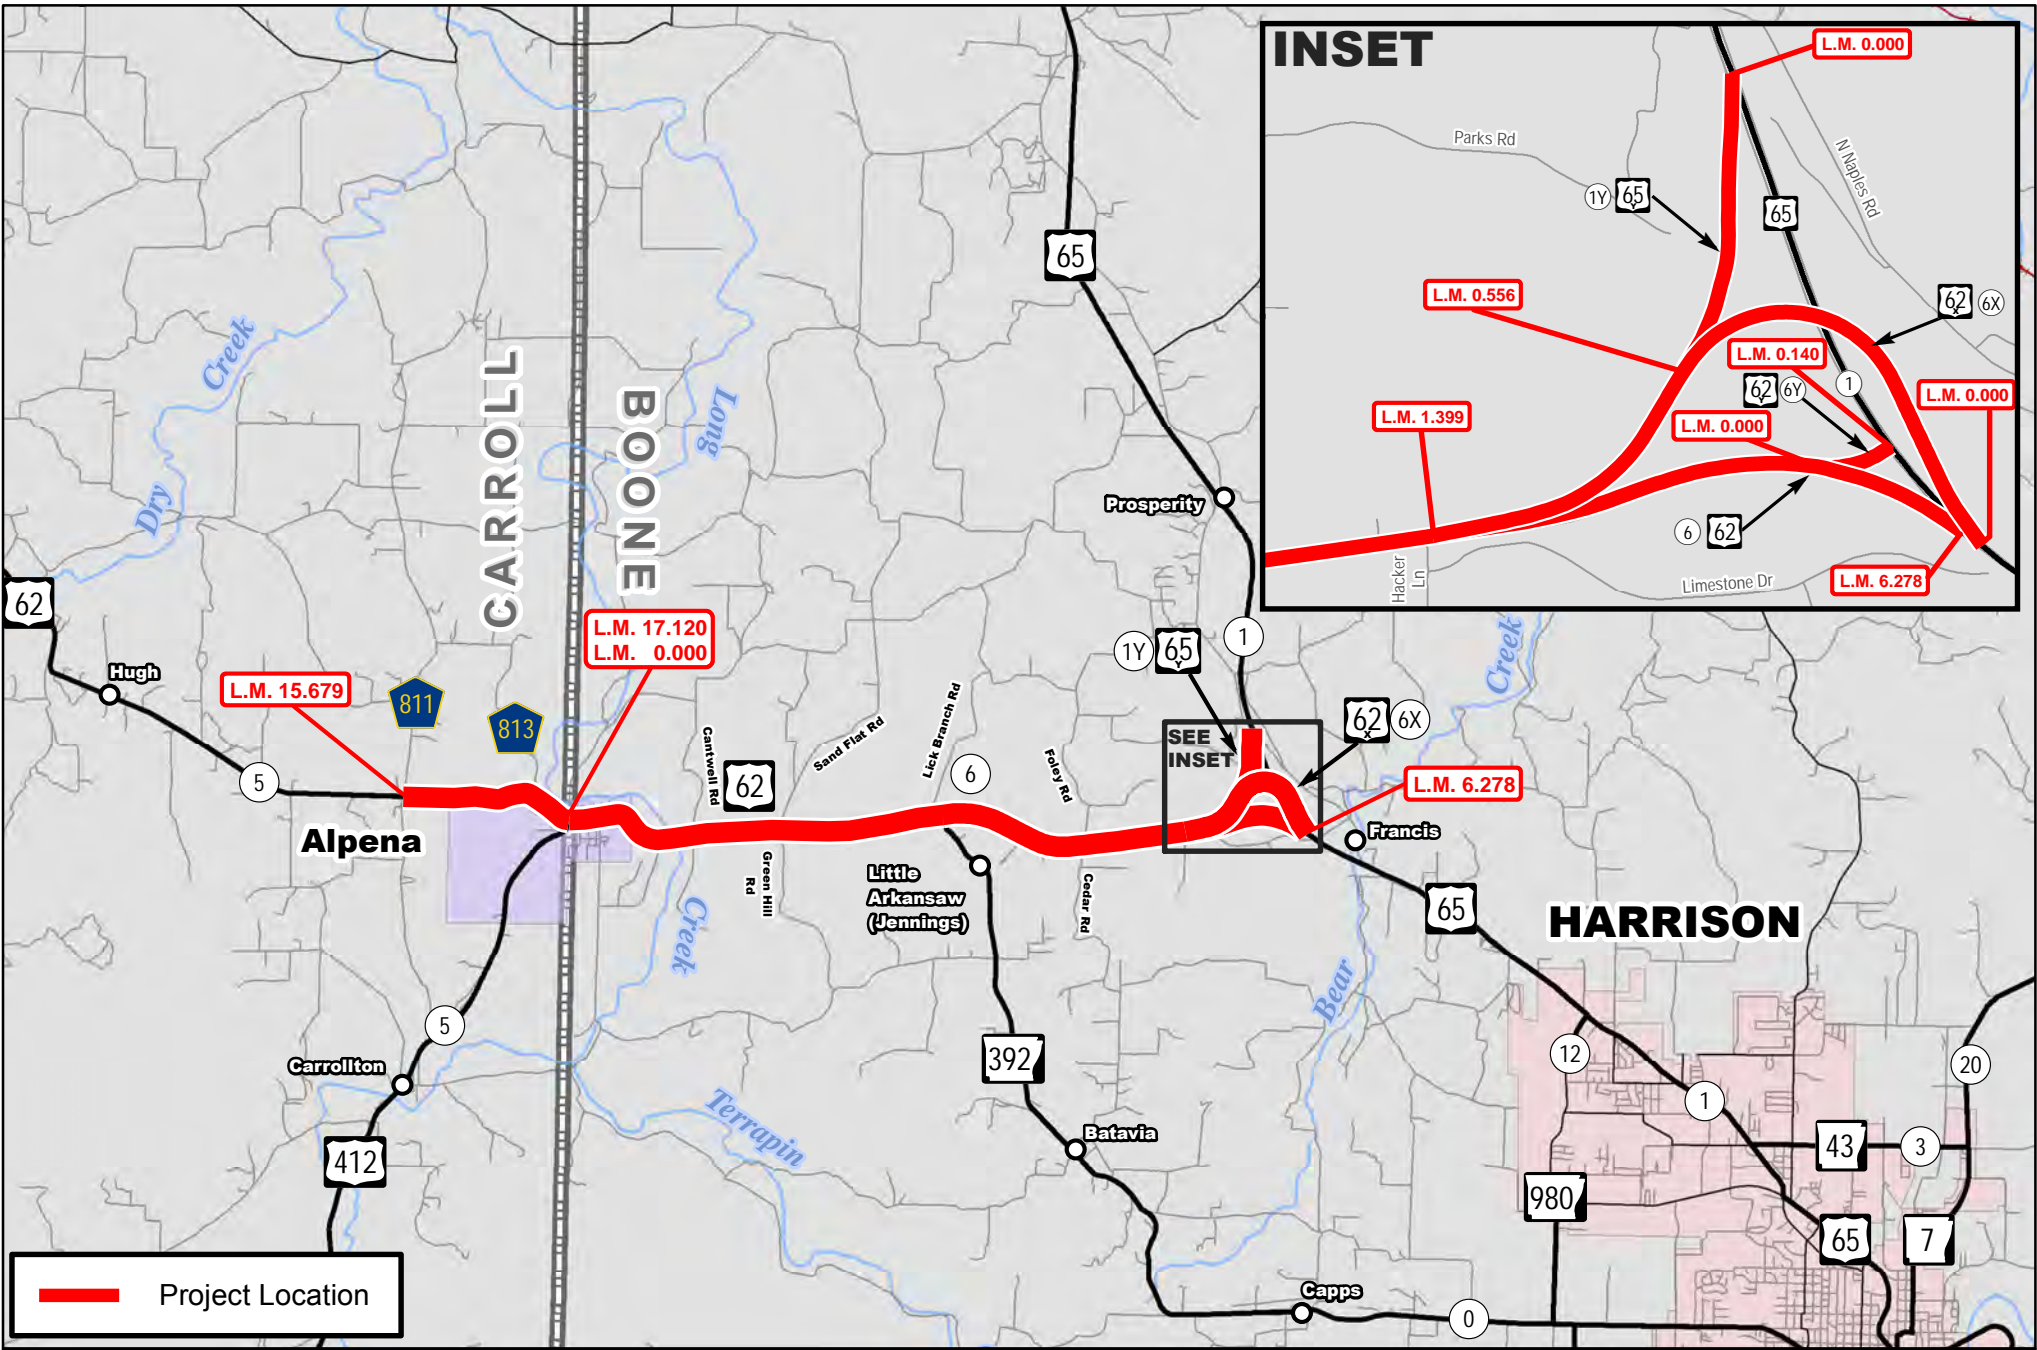 INSET
L.M. 0.000
Parks Rd
N Naples Rd
1Y
65
Y
65
L.M. 0.556
62
X
6X
L.M. 0.140
62
Y
6Y
1
L.M. 0.000
L.M. 1.399
L.M. 0.000
6
62
Hacker
Ln
Limestone Dr
L.M. 6.278
65
Creek
Dry
CARROLL
BOONE
Long
Prosperity
62
Hugh
L.M. 15.679
811
813
L.M. 17.120
L.M. 0.000
5
Alpena
Cantwell Rd
62
Sand Flat Rd
Lick Branch Rd
6
Foley Rd
1Y
65
Y
1
SEE
INSET
62
X
6X
Creek
L.M. 6.278
Francis
Green Hill
Rd
Little
Arkansaw
(Jennings)
Cedar Rd
65
HARRISON
Creek
Bear
5
Carrollton
392
12
20
1
Terrapin
Batavia
43
3
412
980
65
7
Capps
0
Project Location